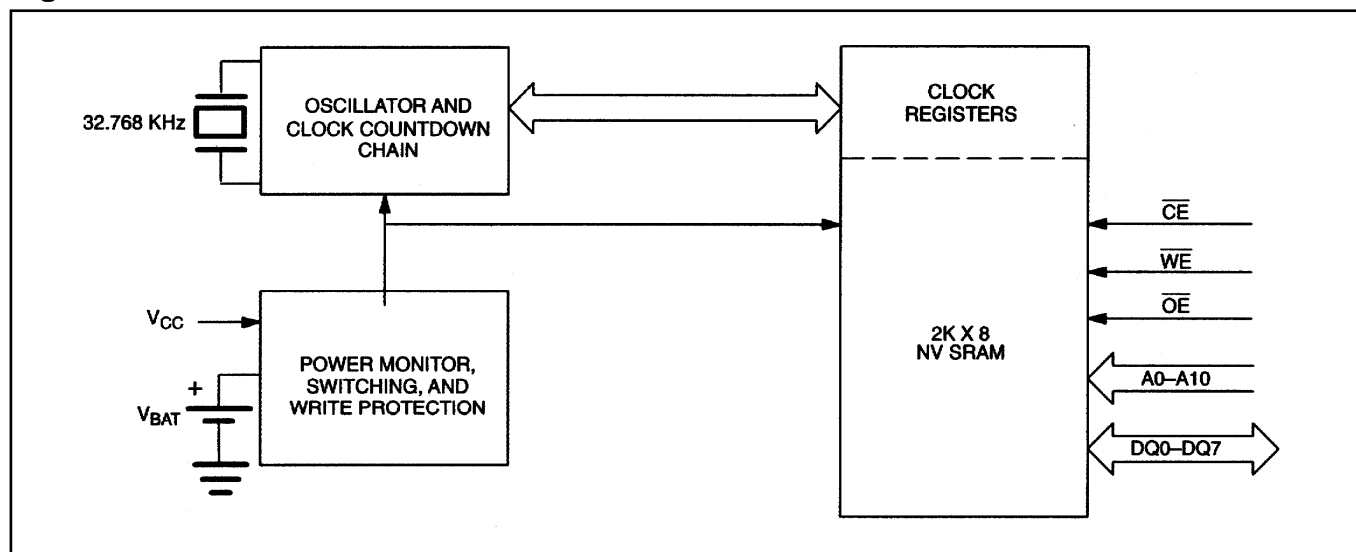 32.768 KHz
OSCILLATOR AND
CLOCK COUNTDOWN
CHAIN
CLOCK
REGISTERS
CE
WE
OE
A0–A10
DQ0–DQ7
2K X 8
NV SRAM
VCC
+
VBAT
POWER MONITOR,
SWITCHING, AND
WRITE PROTECTION